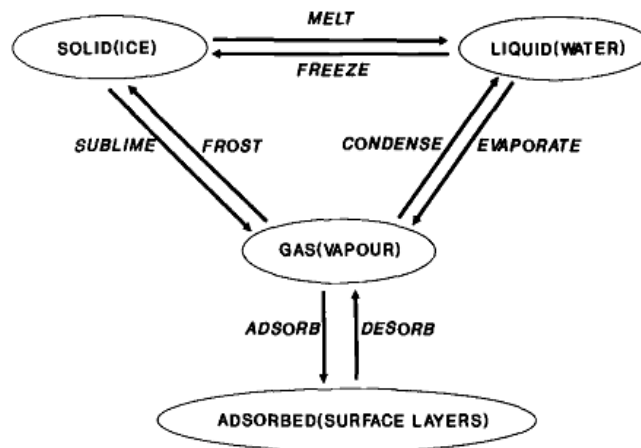 MELT
SOLID(ICE)
LIQUID(WATER)
FREEZE
SUBLIME
FROST
CONDENSE
EVAPORATE
GAS(VAPOUR)
ADSORB
DESORB
ADSORBED(SURFACE LAYERS)